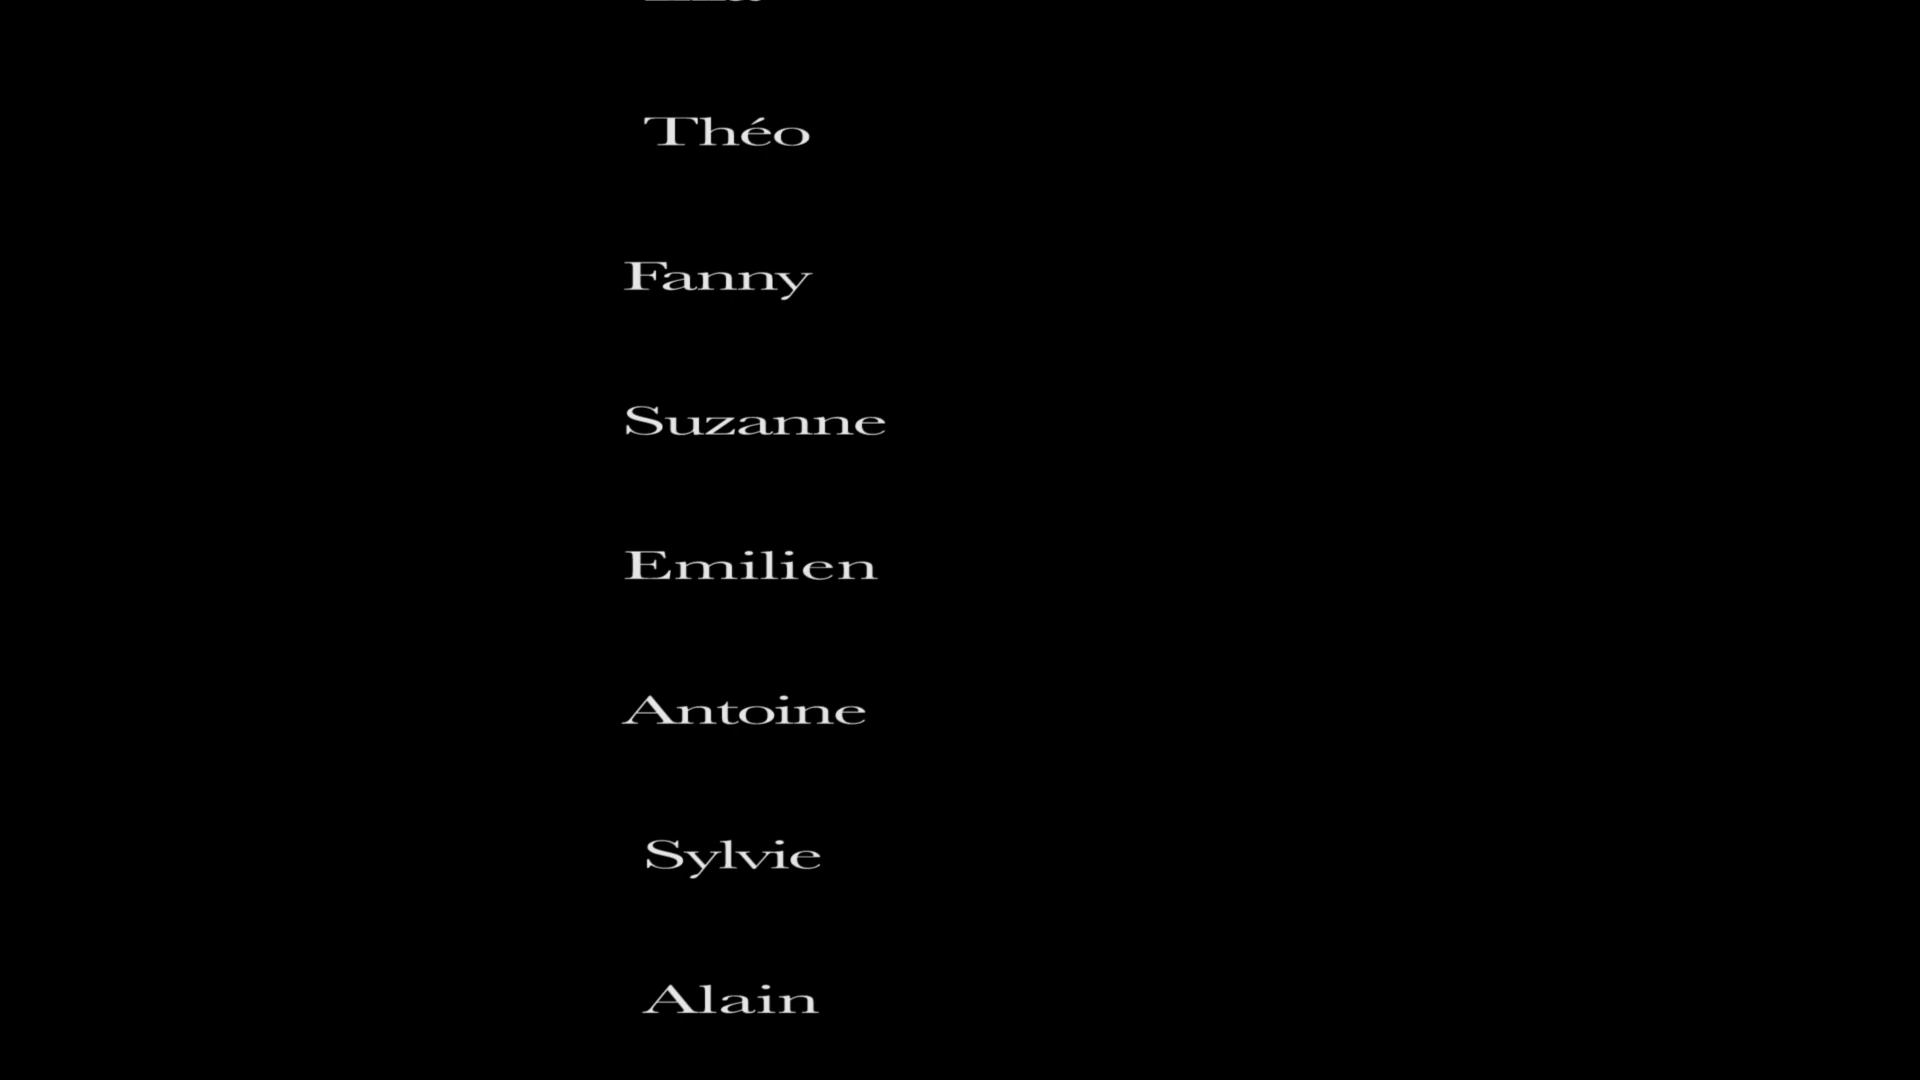 Théo
Fanny
Suzanne
Emilien
Antoine
Sylvie
Alain